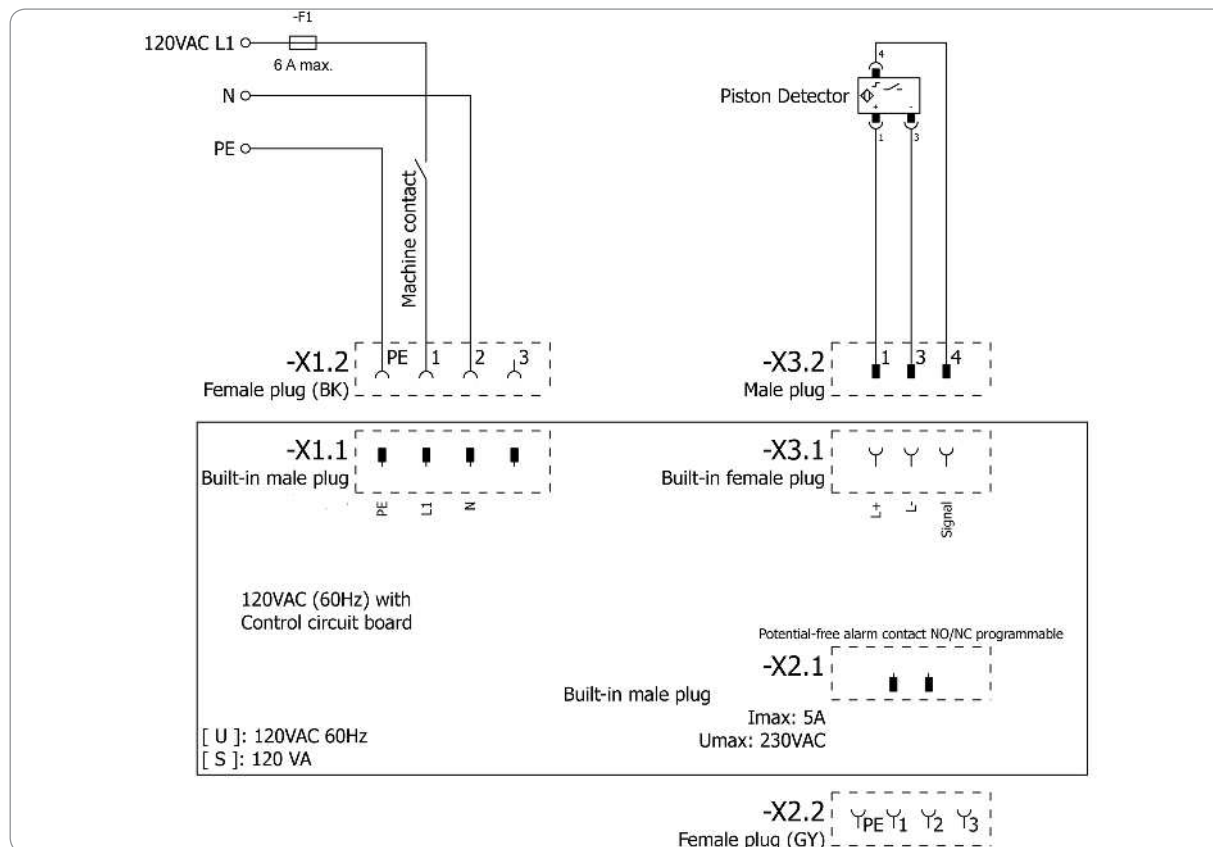 -F1
120VAC L1
6 A max.
N
PE
Machine contact
4
Piston Detector
+ -
1 3
-X1.2 PE 1 2 3
Female plug (BK)
-X3.2 1 3 4
Male plug
-X1.1
Built-in male plug
PE L1 N
-X3.1
Built-in female plug
L+ L- Signal
120VAC (60Hz) with
Control circuit board
Potential-free alarm contact NO/NC programmable
-X2.1
Built-in male plug
Imax: 5A
Umax: 230VAC
[ U ]: 120VAC 60Hz
[ S ]: 120 VA
-X2.2 PE 1 2 3
Female plug (GY)